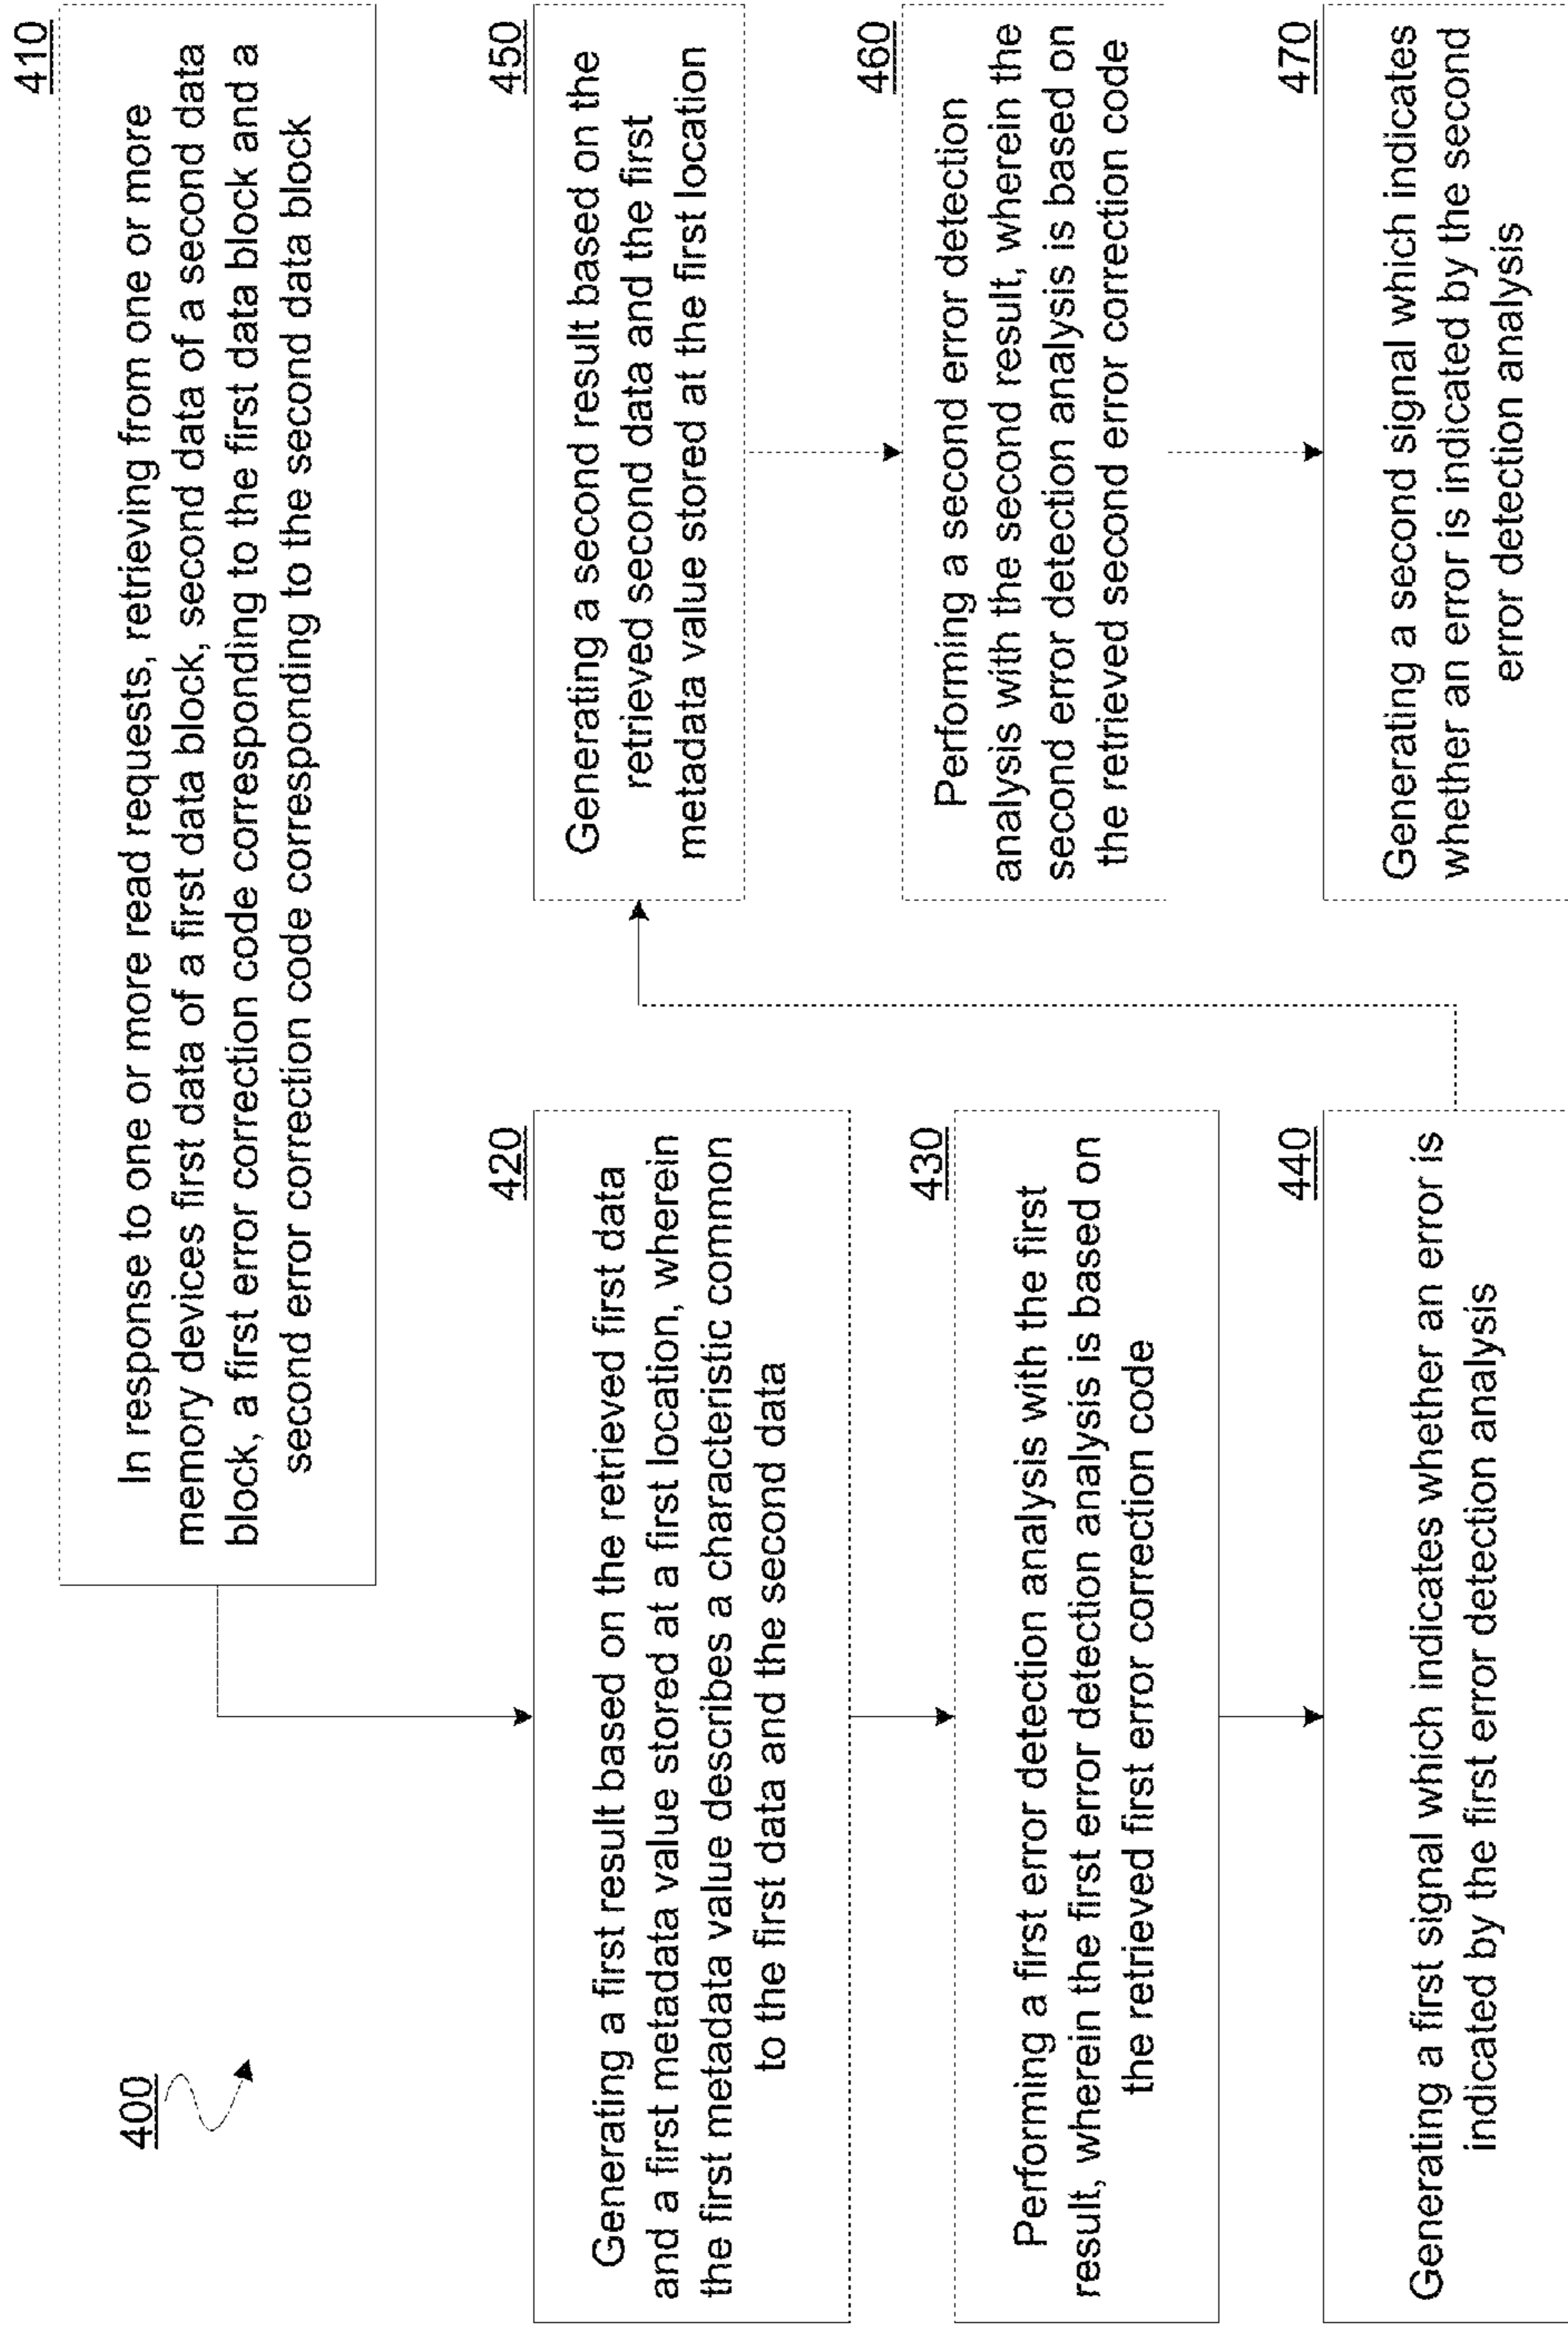 400
410
In response to one or more read requests, retrieving from one or more
memory devices first data of a first data block, second data of a second data
block, a first error correction code corresponding to the first data block and a
second error correction code corresponding to the second data block
420
Generating a first result based on the retrieved first data
and a first metadata value stored at a first location, wherein
the first metadata value describes a characteristic common
to the first data and the second data
430
Performing a first error detection analysis with the first
result, wherein the first error detection analysis is based on
the retrieved first error correction code
440
Generating a first signal which indicates whether an error is
indicated by the first error detection analysis
450
Generating a second result based on the
retrieved second data and the first
metadata value stored at the first location
460
Performing a second error detection
analysis with the second result, wherein the
second error detection analysis is based on
the retrieved second error correction code
470
Generating a second signal which indicates
whether an error is indicated by the second
error detection analysis